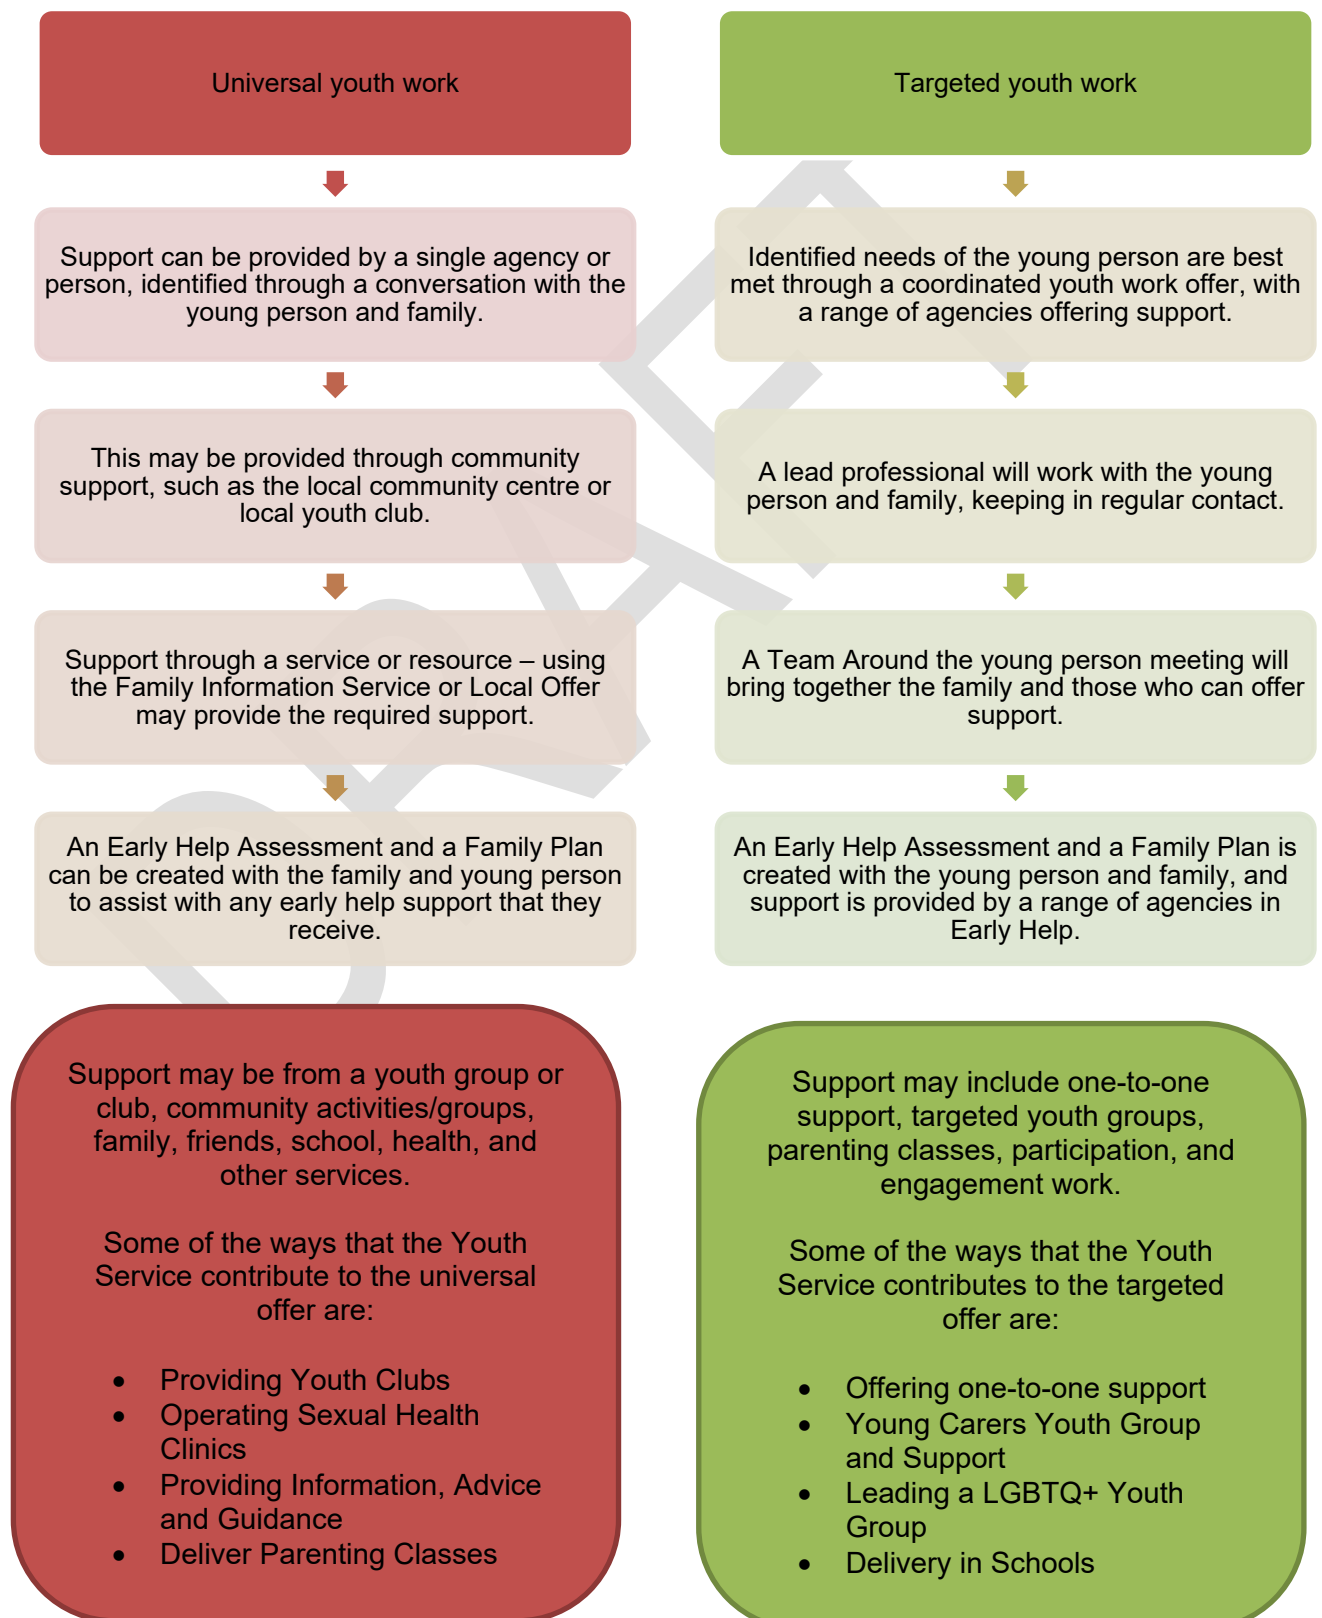 Universal youth work
Support can be provided by a single agency or
person, identified through a conversation with the
young person and family.
This may be provided through community
support, such as the local community centre or
local youth club.
Support through a service or resource – using
the Family Information Service or Local Offer
may provide the required support.
An Early Help Assessment and a Family Plan
can be created with the family and young person
to assist with any early help support that they
receive.
Support may be from a youth group or
club, community activities/groups,
family, friends, school, health, and
other services.
Some of the ways that the Youth
Service contribute to the universal
offer are:
• Providing Youth Clubs
• Operating Sexual Health
Clinics
• Providing Information, Advice
and Guidance
• Deliver Parenting Classes
Targeted youth work
Identified needs of the young person are best
met through a coordinated youth work offer, with
a range of agencies offering support.
A lead professional will work with the young
person and family, keeping in regular contact.
A Team Around the young person meeting will
bring together the family and those who can offer
support.
An Early Help Assessment and a Family Plan is
created with the young person and family, and
support is provided by a range of agencies in
Early Help.
Support may include one-to-one
support, targeted youth groups,
parenting classes, participation, and
engagement work.
Some of the ways that the Youth
Service contributes to the targeted
offer are:
• Offering one-to-one support
• Young Carers Youth Group
and Support
• Leading a LGBTQ+ Youth
Group
• Delivery in Schools
DRAFT